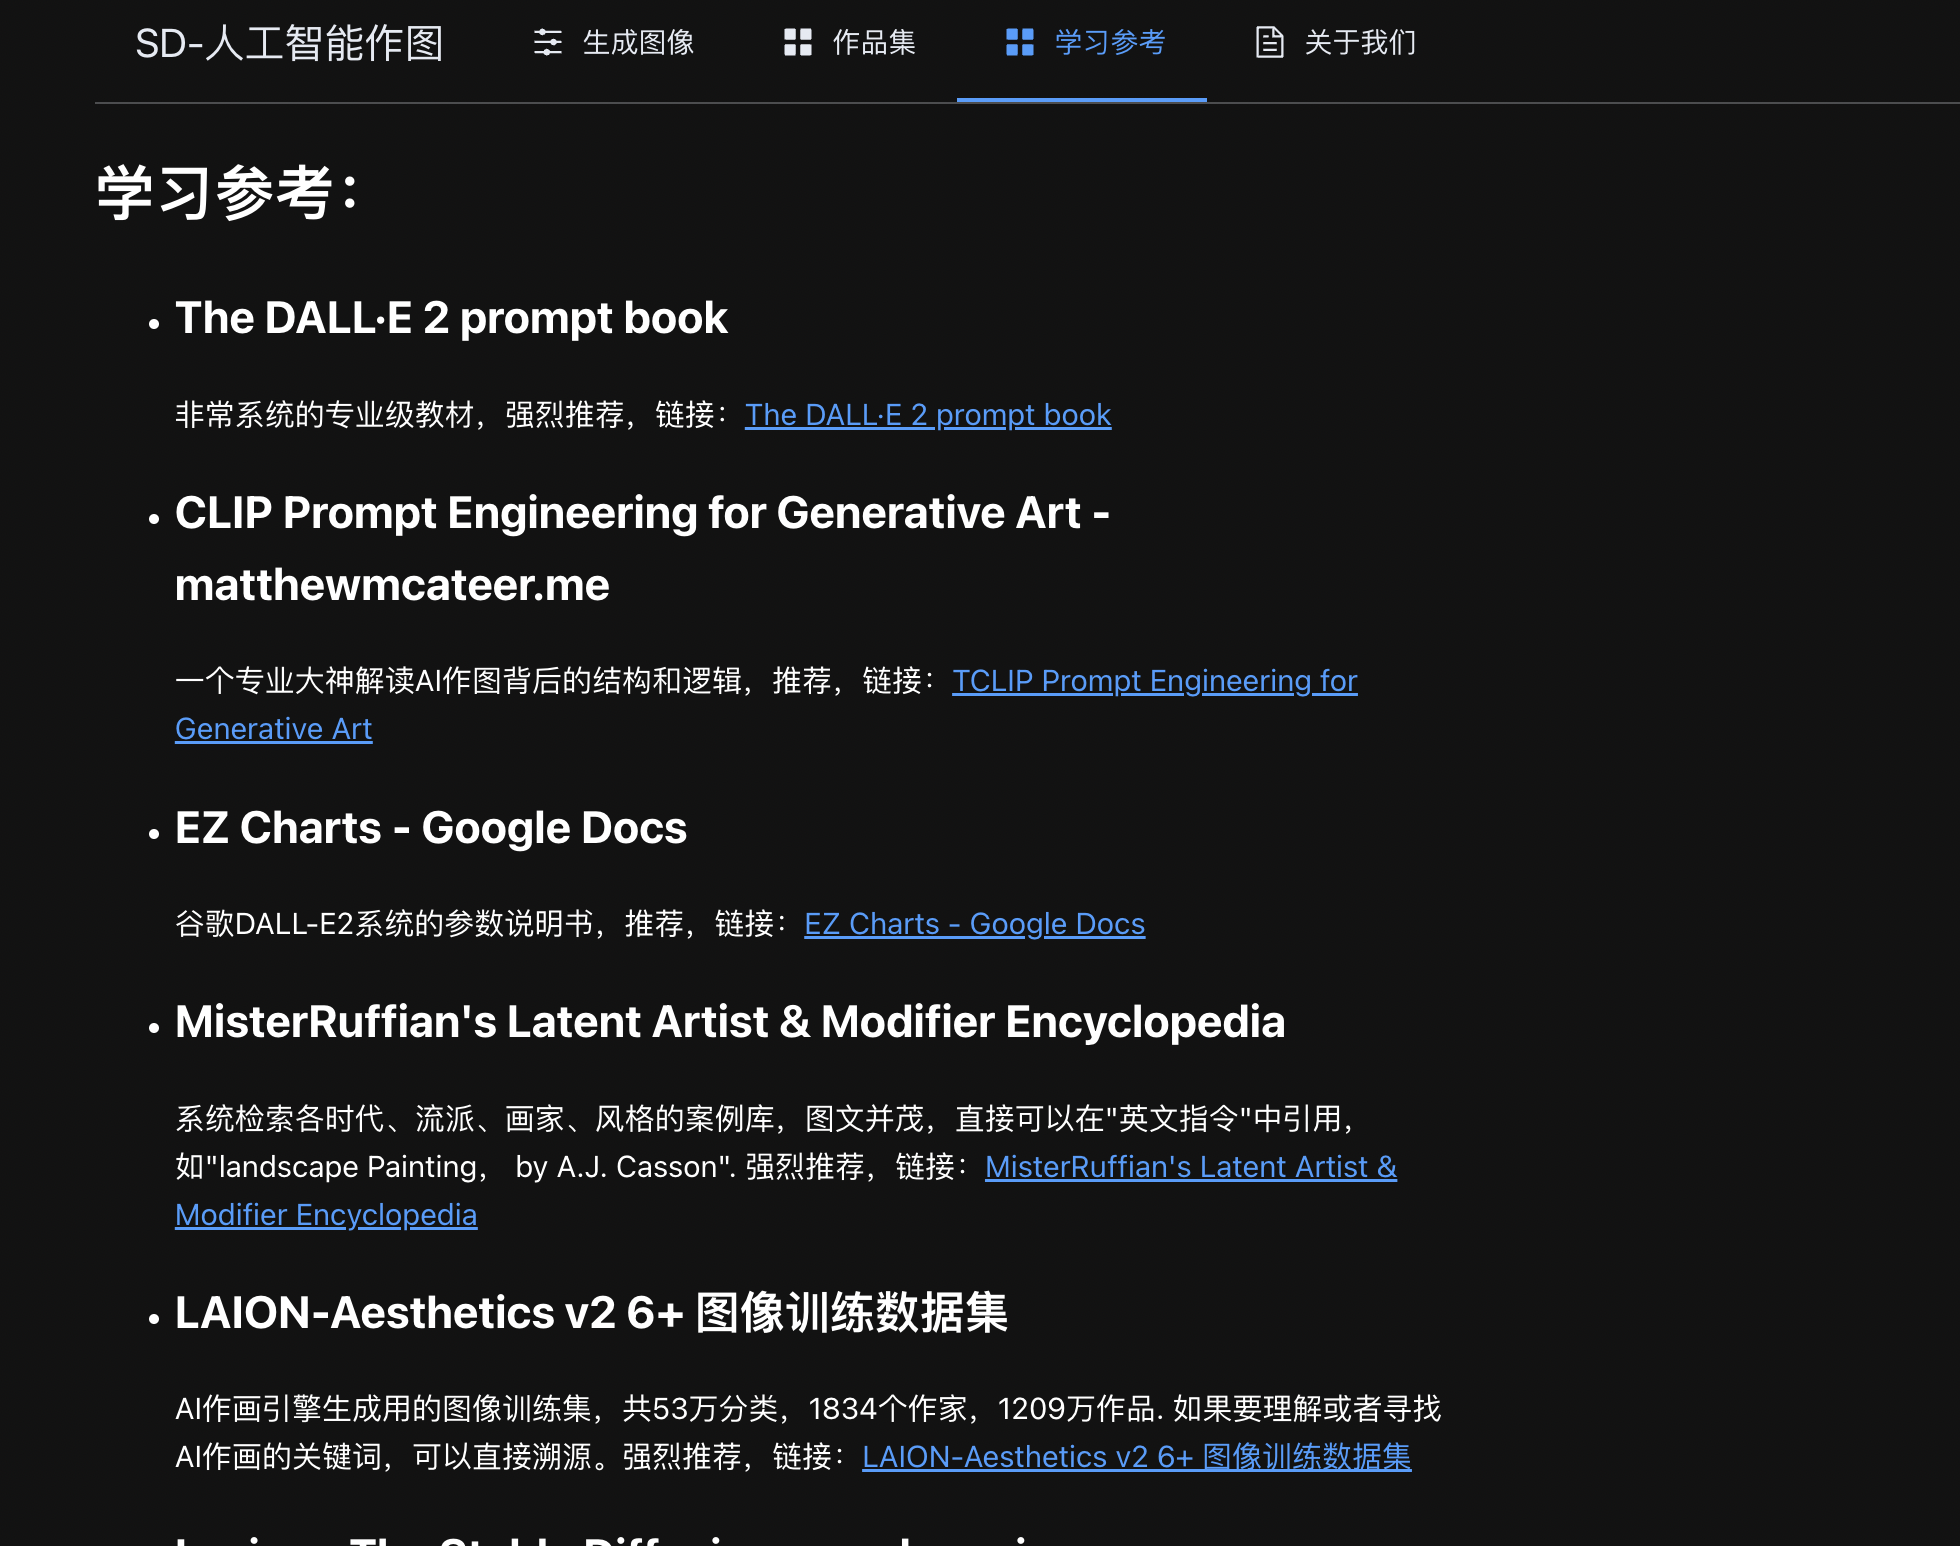 SD-人工智能作图 生成图像 作品集 学习参考 关于我们
学习参考：
The DALL·E 2 prompt book
非常系统的专业级教材，强烈推荐，链接：The DALL·E 2 prompt book
CLIP Prompt Engineering for Generative Art -
matthewmcateer.me
一个专业大神解读AI作图背后的结构和逻辑，推荐，链接：TCLIP Prompt Engineering for
Generative Art
EZ Charts - Google Docs
谷歌DALL-E2系统的参数说明书，推荐，链接：EZ Charts - Google Docs
MisterRuffian's Latent Artist & Modifier Encyclopedia
系统检索各时代、流派、画家、风格的案例库，图文并茂，直接可以在"英文指令"中引用，
如"landscape Painting， by A.J. Casson". 强烈推荐，链接：MisterRuffian's Latent Artist &
Modifier Encyclopedia
LAION-Aesthetics v2 6+ 图像训练数据集
AI作画引擎生成用的图像训练集，共53万分类，1834个作家，1209万作品. 如果要理解或者寻找
AI作画的关键词，可以直接溯源。强烈推荐，链接：LAION-Aesthetics v2 6+ 图像训练数据集
The Stable Diffusion